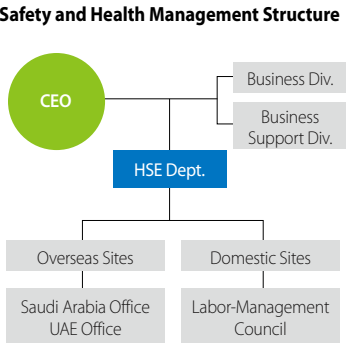 Safety and Health Management Structure
CEO
Business Div.
Business
Support Div.
HSE Dept.
Overseas Sites
Domestic Sites
Saudi Arabia Office
UAE Office
Labor-Management
Council